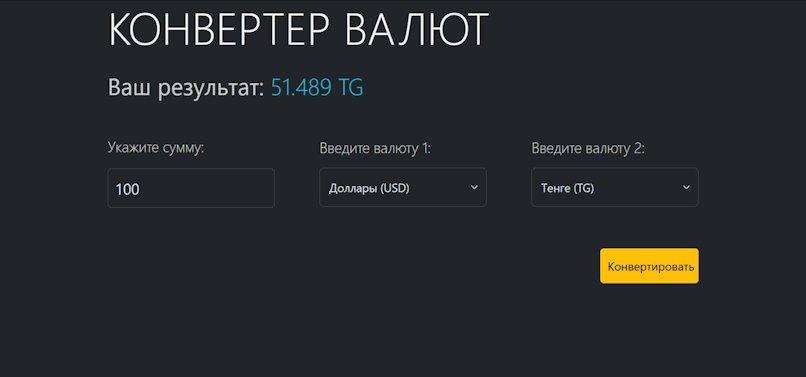 КОНВЕРТЕР ВАЛЮТ
Ваш результат: 51.489 TG
Укажите сумму:
Введите валюту 1:
Введите валюту 2:
100
Доллары (USD)
Тенге (TG)
Конвертировать